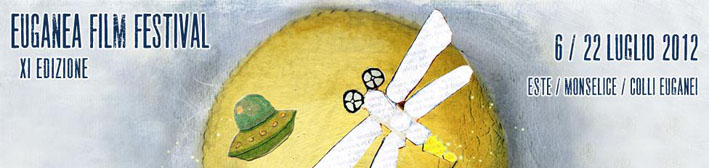 EUGANEA FILM FESTIVAL
XI EDIZIONE
6 / 22 LUGLIO 2012
ESTE / MONSELICE / COLLI EUGANEI